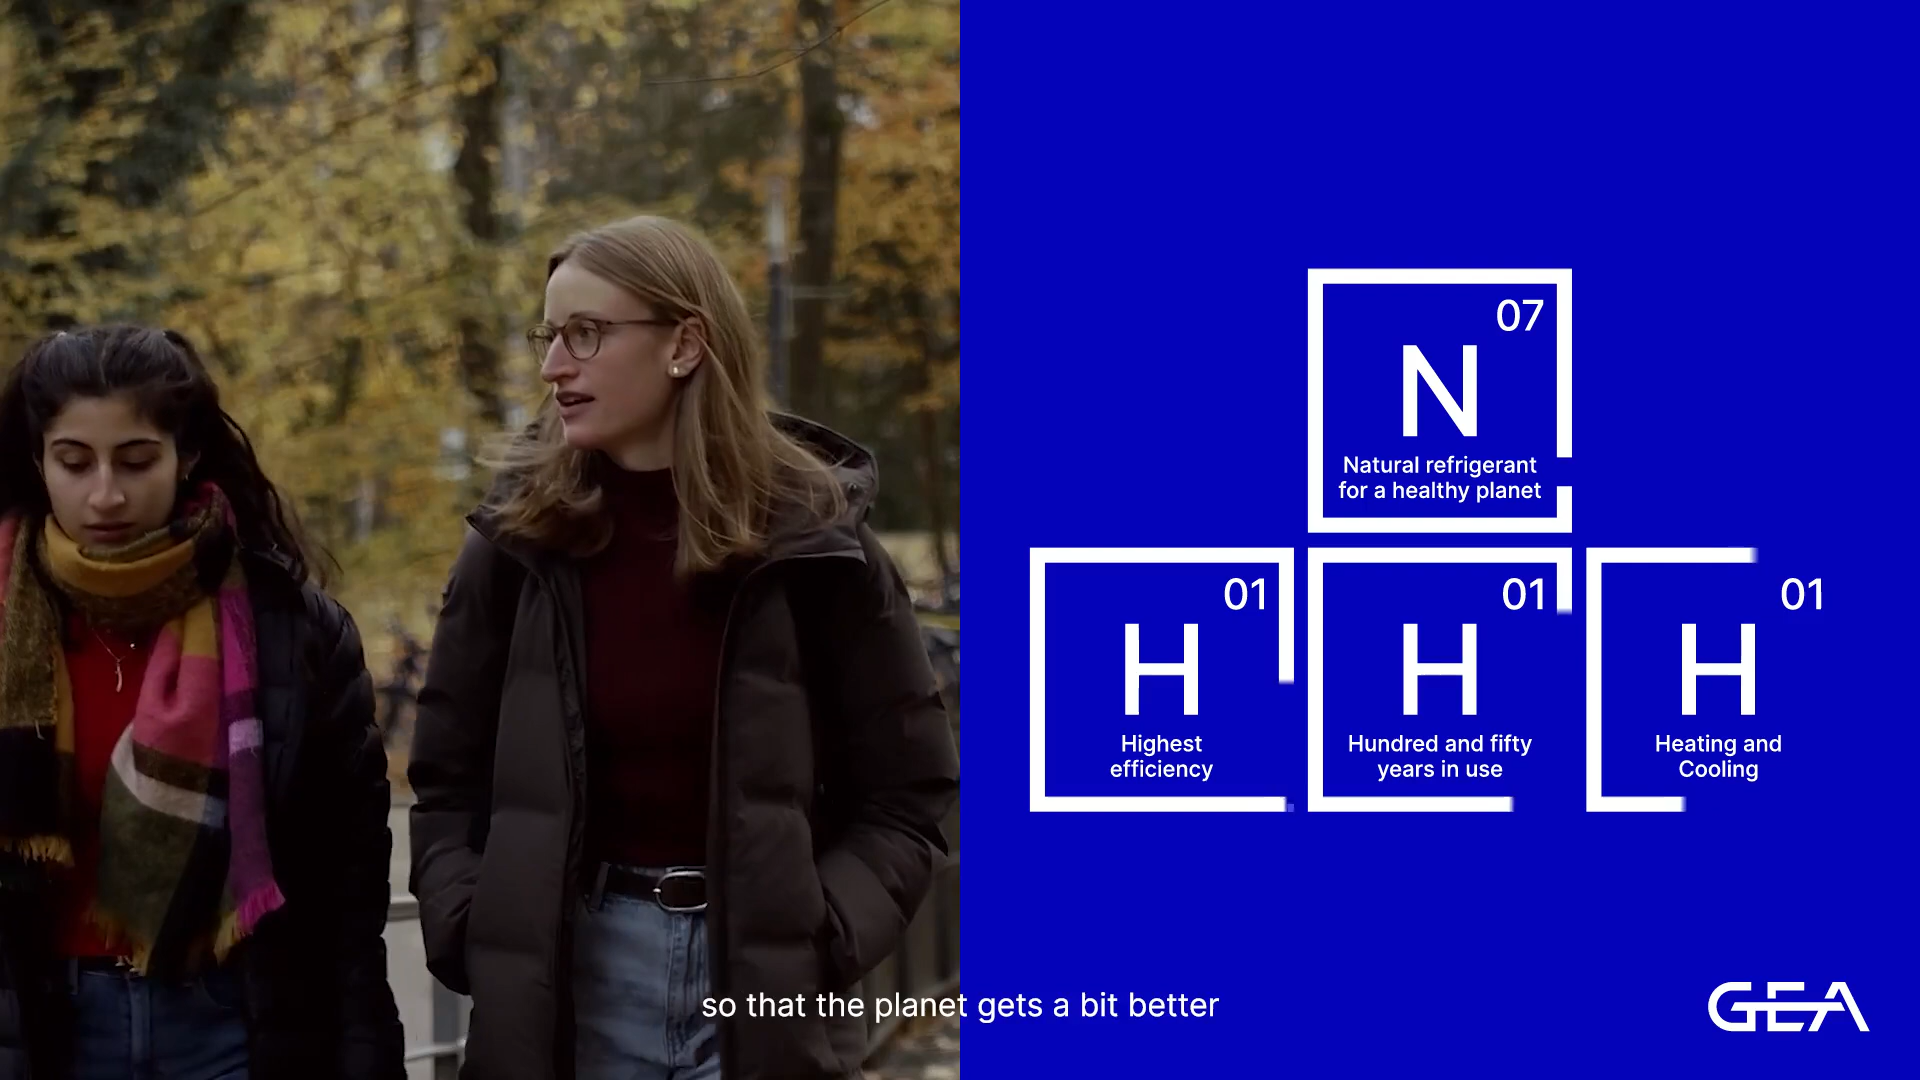 07
N
Natural refrigerant
for a healthy planet
01
H
Highest
efficiency
01
H
Hundred and fifty
years in use
01
H
Heating and
Cooling
so that the planet gets a bit better
GEA